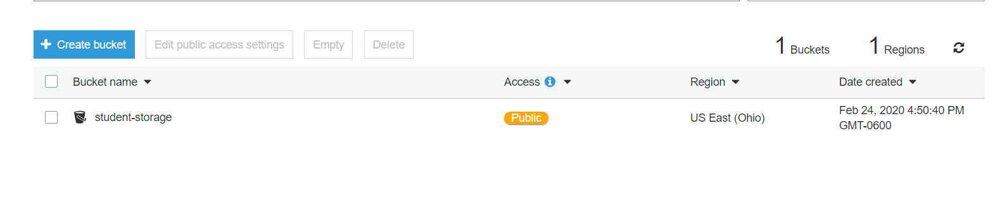 Create bucket Edit public access settings Empty Delete 1 Buckets 1 Regions
Bucket name Access Region Date created
student-storage Public US East (Ohio) Feb 24, 2020 4:50:40 PM
GMT-0600